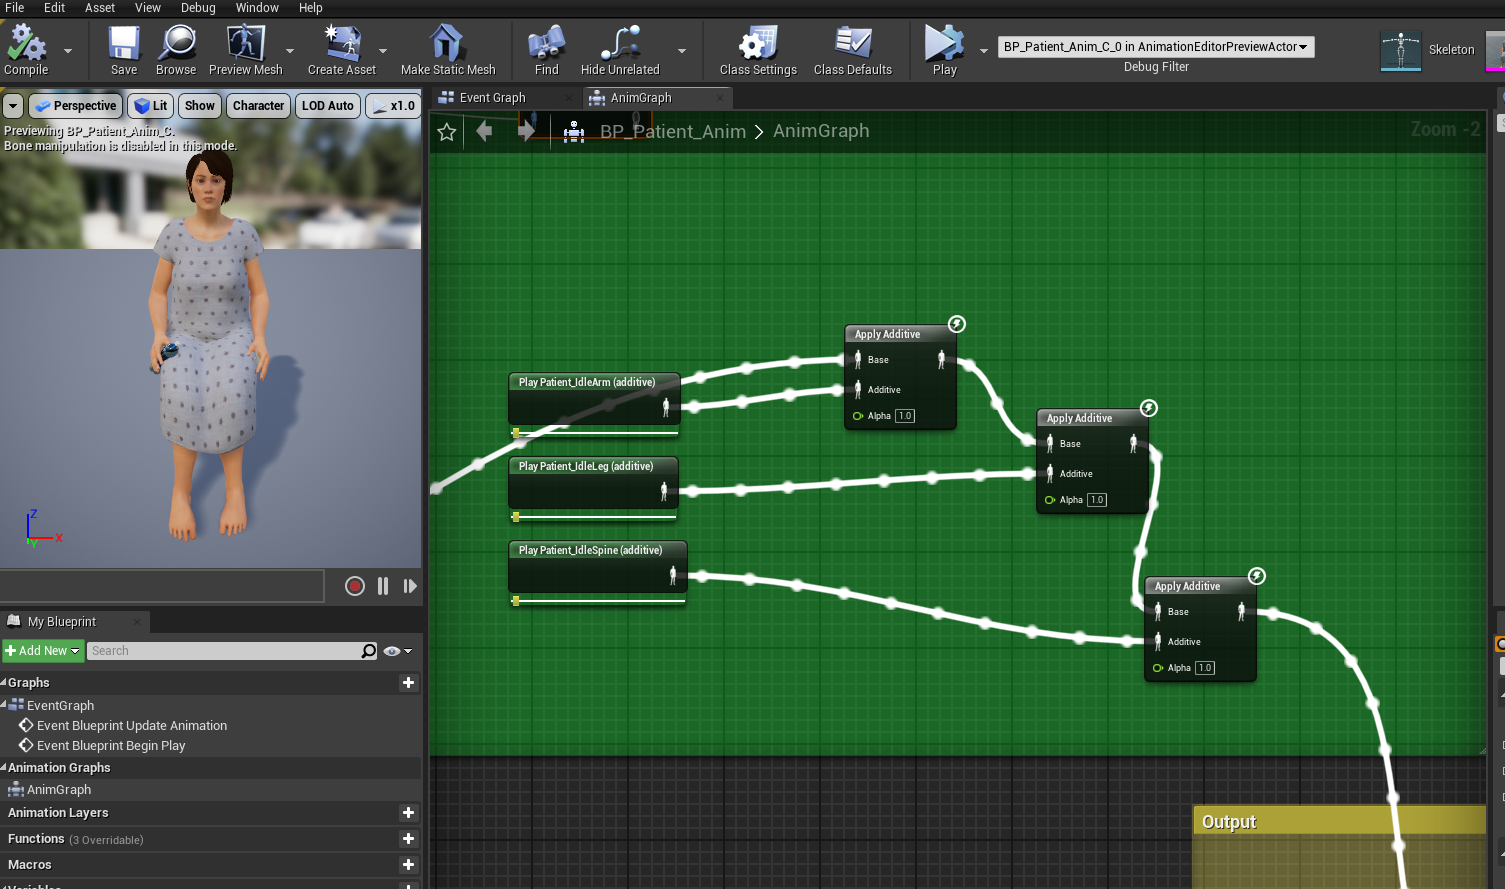 File Edit Asset View Debug Window Help
Compile Save Browse Preview Mesh Create Asset Make Static Mesh Find Hide Unrelated Class Settings Class Defaults Play
BP_Patient_Anim_C_0 in AnimationEditorPreviewActor
Debug Filter
Skeleton
Perspective Lit Show Character LOD Auto x1.0
Previewing BP_Patient_Anim_C.
Bone manipulation is disabled in this mode.
Z
X
Y
Event Graph
AnimGraph
BP_Patient_Anim > AnimGraph
Zoom -2
Apply Additive
Base
Additive
Alpha 1.0
Play Patient_IdleArm (additive)
Apply Additive
Base
Additive
Alpha 1.0
Play Patient_IdleLeg (additive)
Play Patient_IdleSpine (additive)
Apply Additive
Base
Additive
Alpha 1.0
Output
My Blueprint
Add New
Search
Graphs
EventGraph
Event Blueprint Update Animation
Event Blueprint Begin Play
Animation Graphs
AnimGraph
Animation Layers
Functions (3 Overridable)
Macros